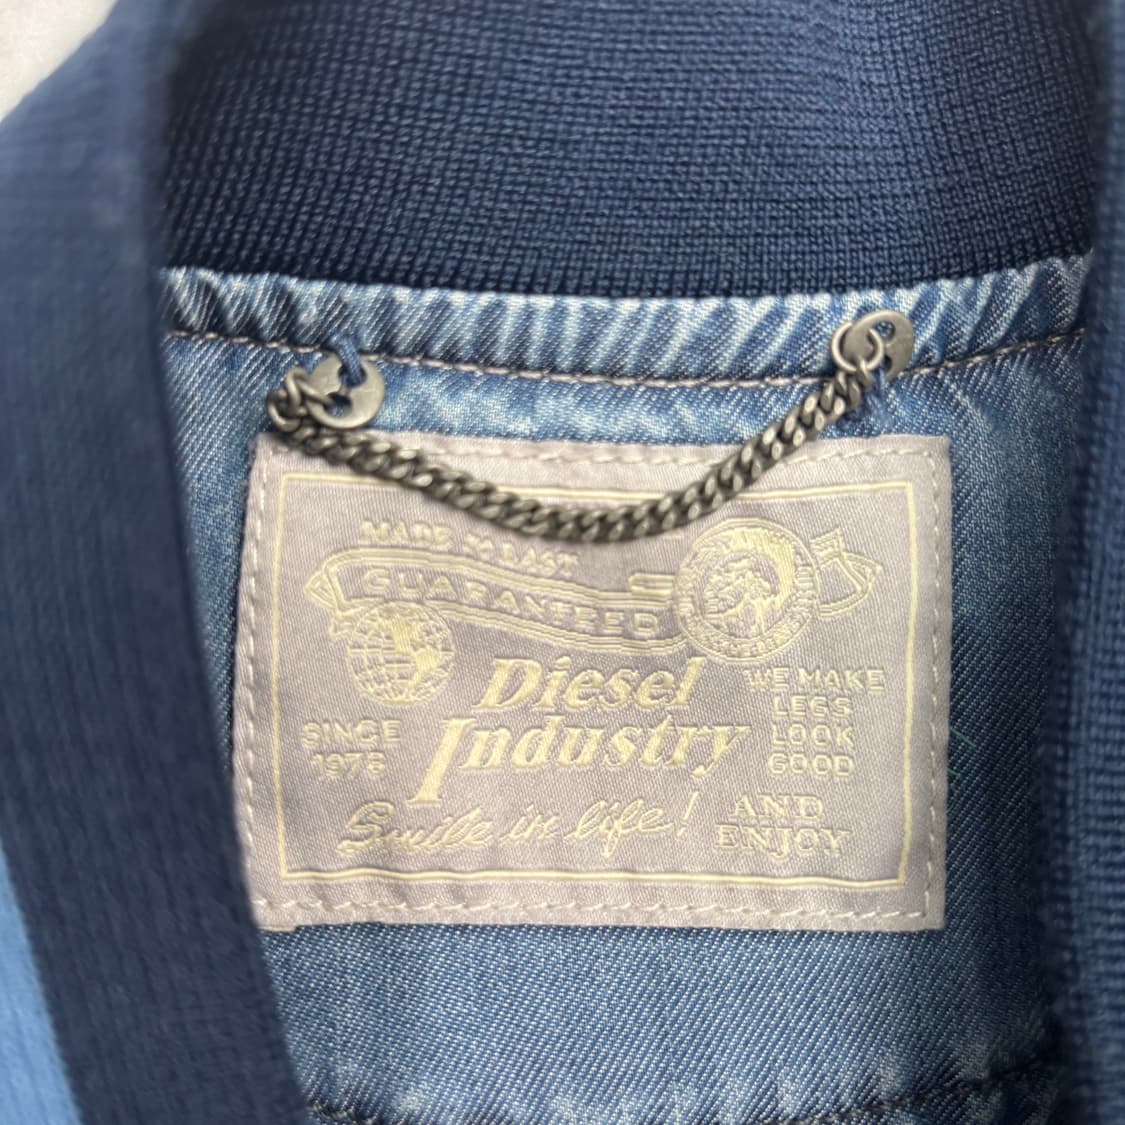 MADE TO LAST
GUARANTEED
Diesel
Industry
SINCE
1978
WE MAKE
LEGS
LOOK
GOOD
Smile in life!
AND
ENJOY